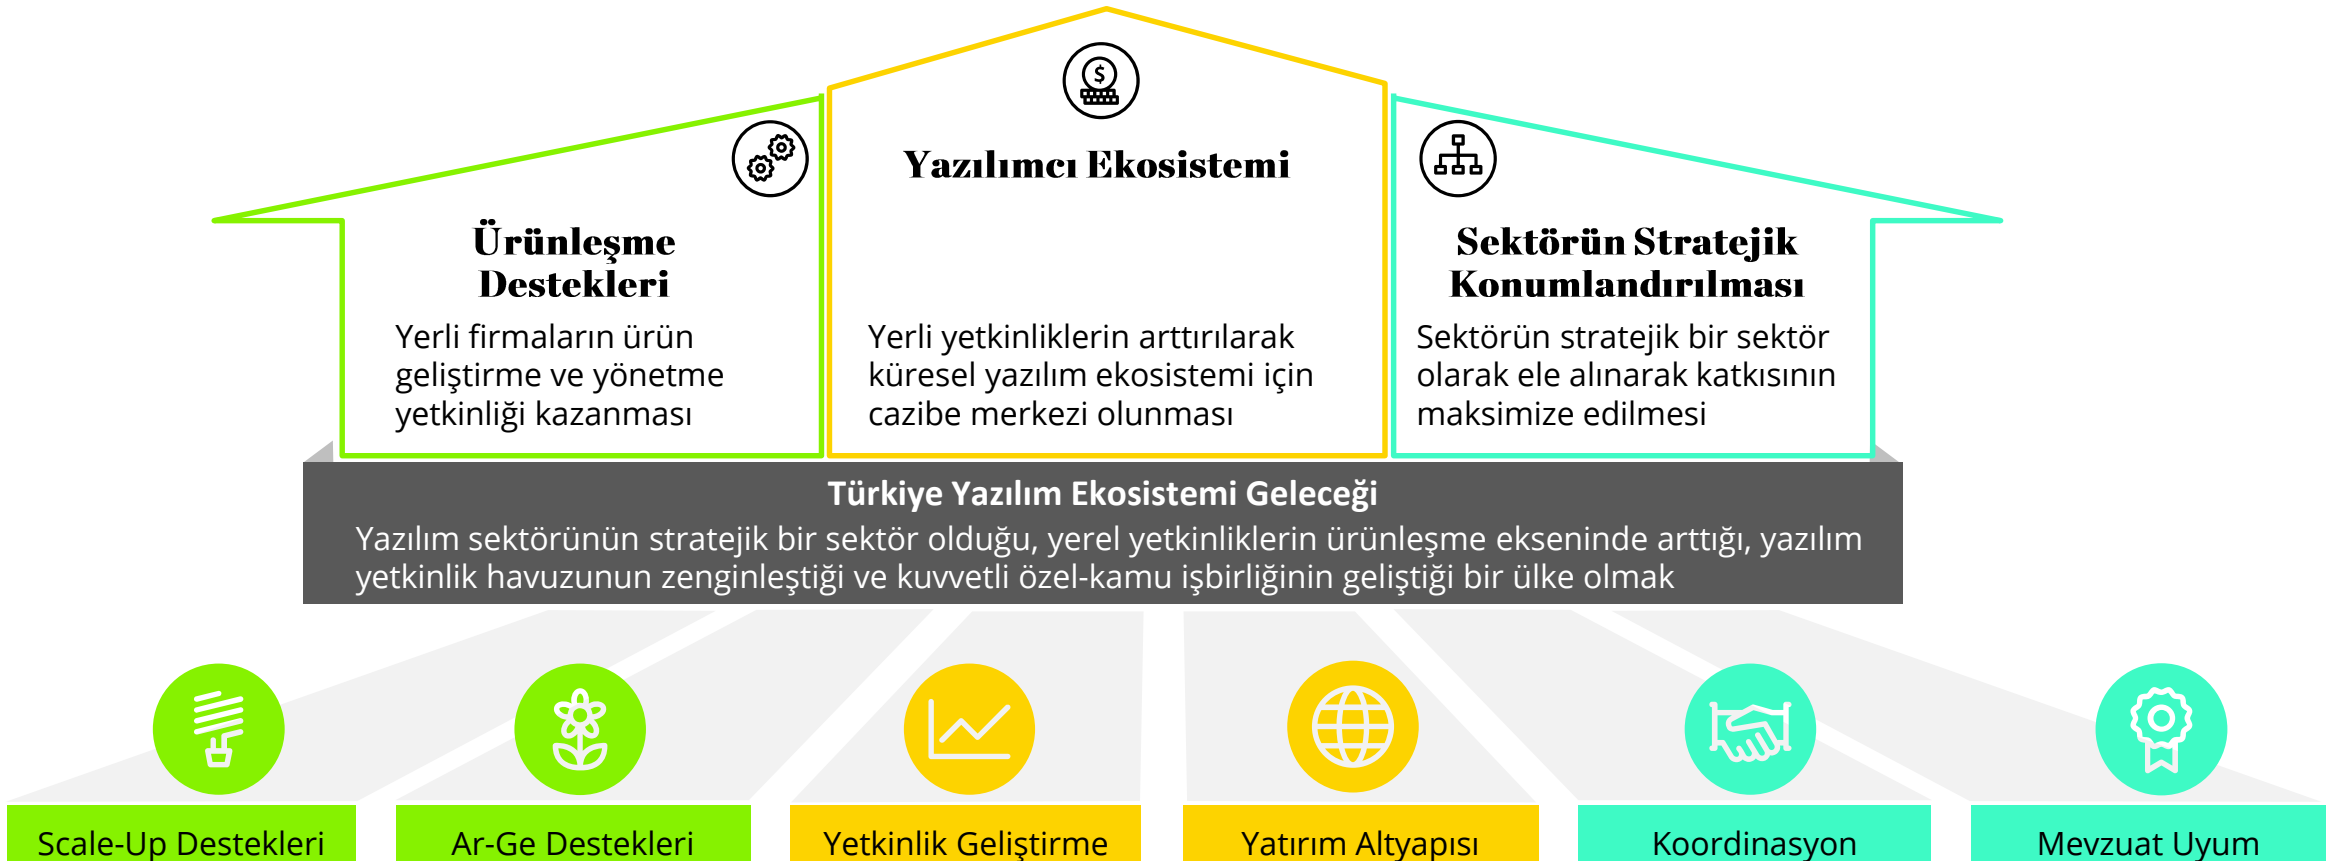 $
Yazılımcı Ekosistemi
Ürünleşme
Destekleri
Sektörün Stratejik
Konumlandırılması
Yerli firmaların ürün
geliştirme ve yönetme
yetkinliği kazanması
Yerli yetkinliklerin arttırılarak
küresel yazılım ekosistemi için
cazibe merkezi olunması
Sektörün stratejik bir sektör
olarak ele alınarak katkısının
maksimize edilmesi
Türkiye Yazılım Ekosistemi Geleceği
Yazılım sektörünün stratejik bir sektör olduğu, yerel yetkinliklerin ürünleşme ekseninde arttığı, yazılım
yetkinlik havuzunun zenginleştiği ve kuvvetli özel-kamu işbirliğinin geliştiği bir ülke olmak
Scale-Up Destekleri
Ar-Ge Destekleri
Yetkinlik Geliştirme
Yatırım Altyapısı
Koordinasyon
Mevzuat Uyum